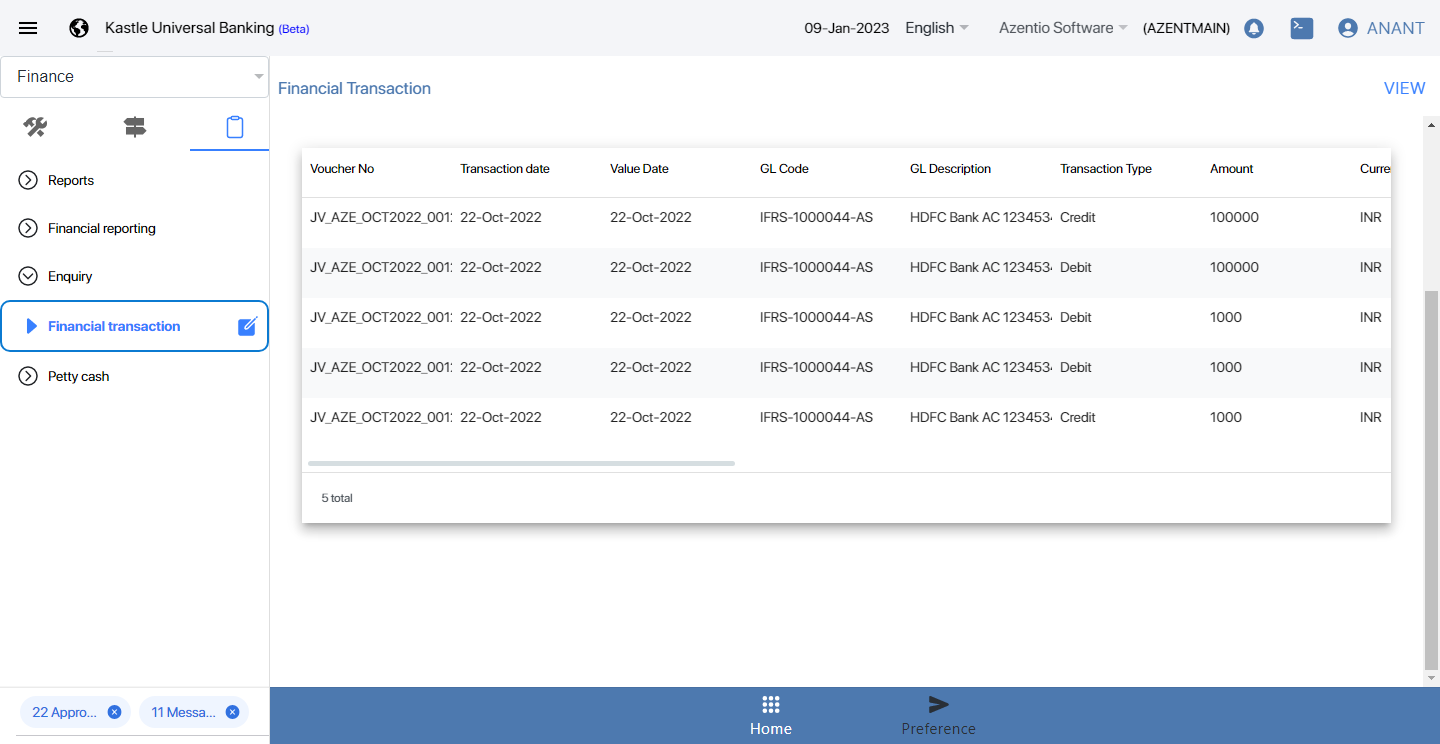 Kastle Universal Banking (Beta) 09-Jan-2023 English Azentio Software (AZENTMAIN) ANANT
Finance
Financial Transaction VIEW
Reports
Financial reporting
Enquiry
Financial transaction
Petty cash
Voucher No Transaction date Value Date GL Code GL Description Transaction Type Amount Curre
JV_AZE_OCT2022_001 22-Oct-2022 22-Oct-2022 IFRS-1000044-AS HDFC Bank AC 1234534 Credit 100000 INR
JV_AZE_OCT2022_001 22-Oct-2022 22-Oct-2022 IFRS-1000044-AS HDFC Bank AC 1234534 Debit 100000 INR
JV_AZE_OCT2022_001 22-Oct-2022 22-Oct-2022 IFRS-1000044-AS HDFC Bank AC 1234534 Debit 1000 INR
JV_AZE_OCT2022_001 22-Oct-2022 22-Oct-2022 IFRS-1000044-AS HDFC Bank AC 1234534 Debit 1000 INR
JV_AZE_OCT2022_001 22-Oct-2022 22-Oct-2022 IFRS-1000044-AS HDFC Bank AC 1234534 Credit 1000 INR
5 total
22 Appro... 11 Messa...
Home Preference